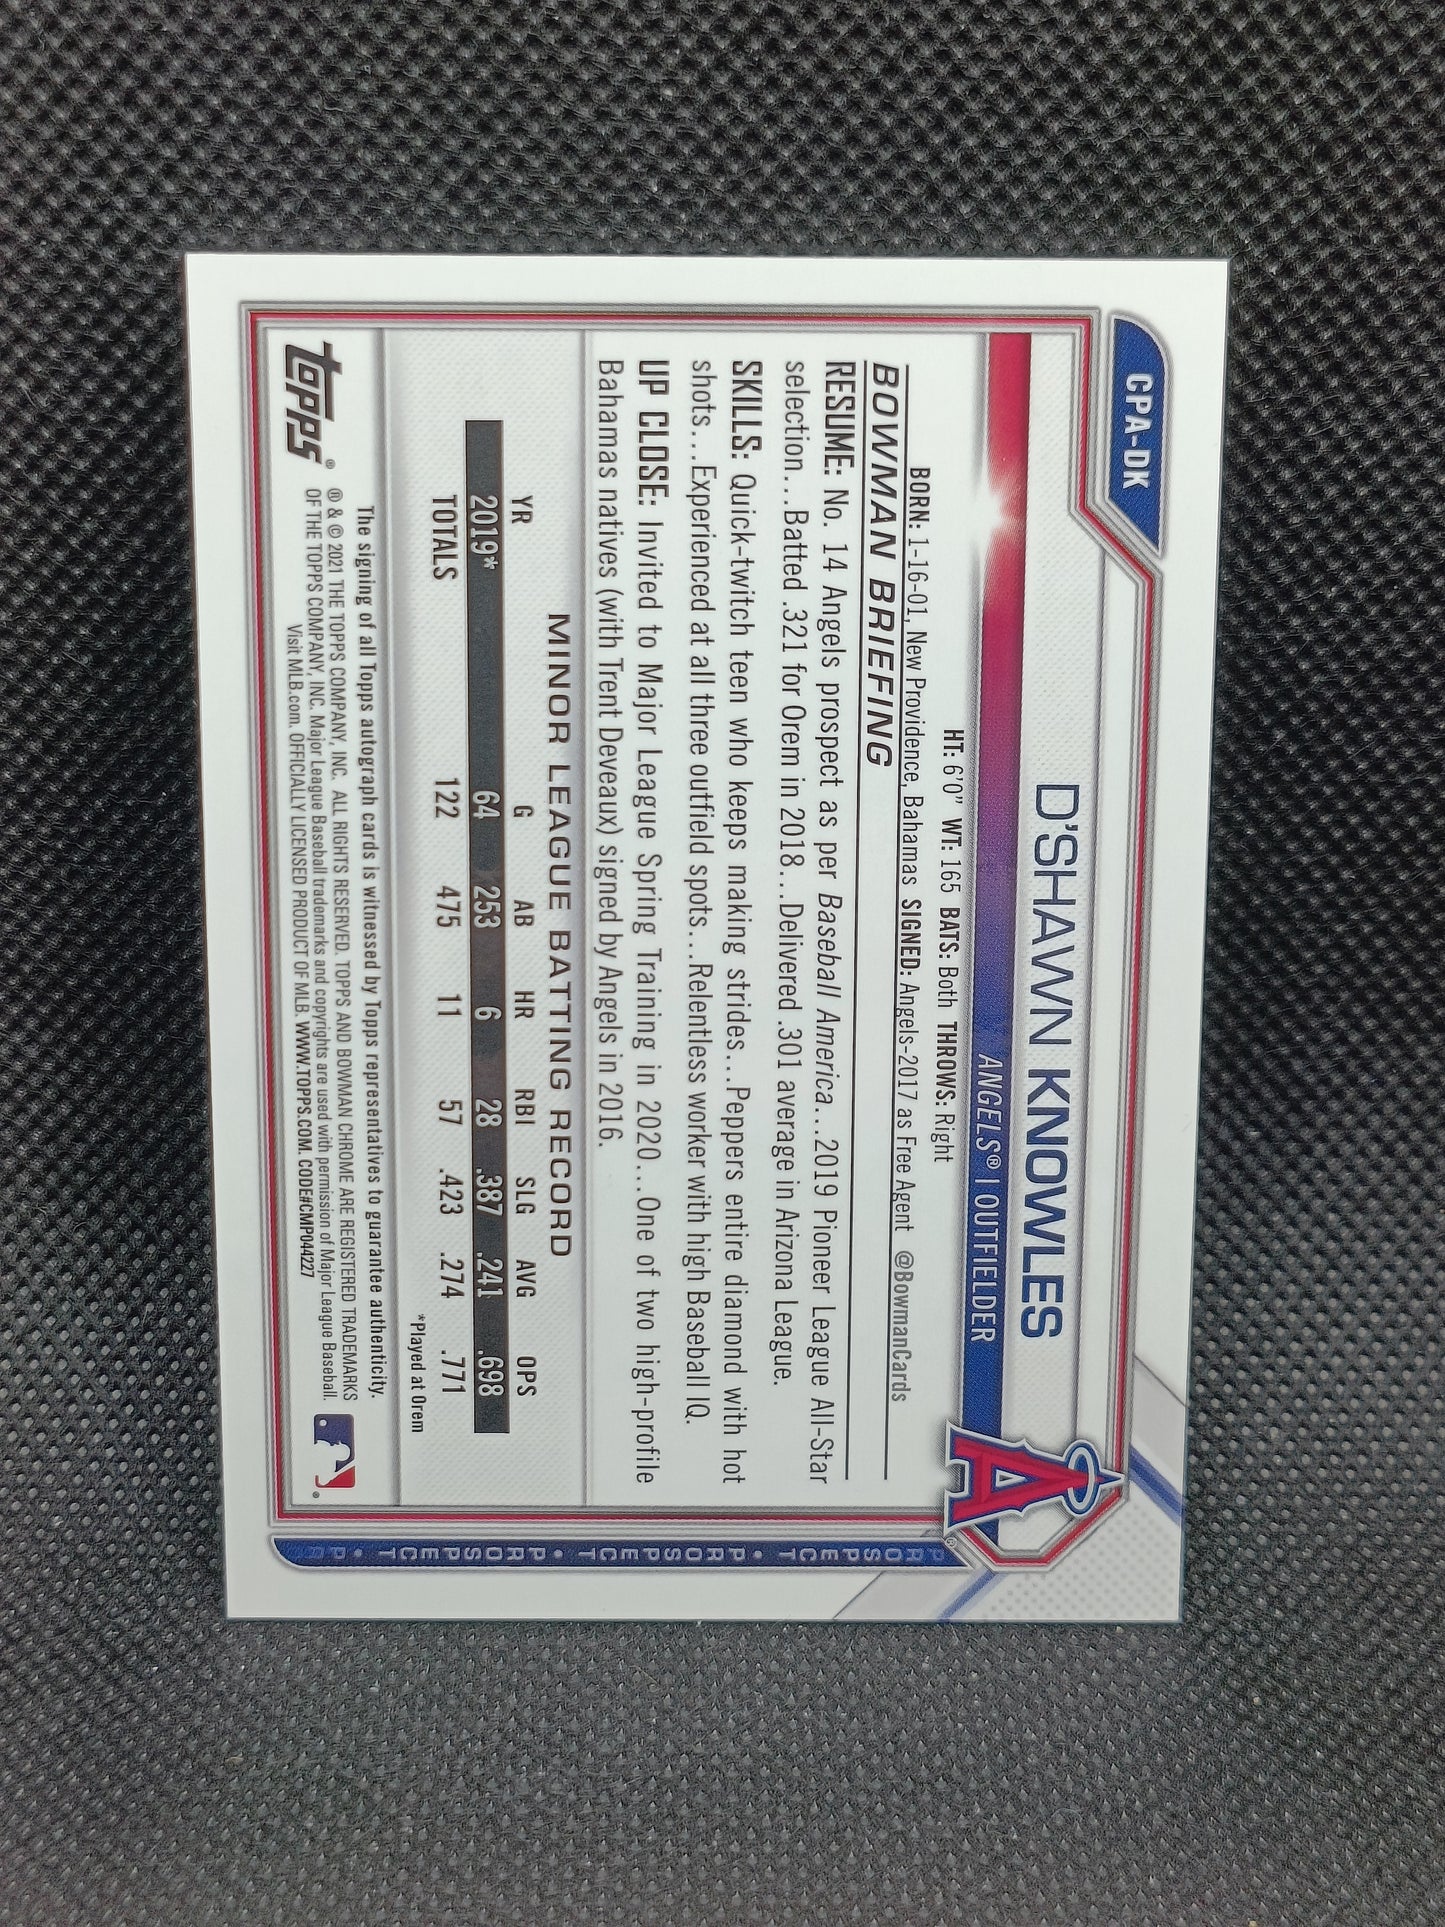 CPA-DK
D'SHAWN KNOWLES
ANGELS® | OUTFIELDER
HT: 6'0" WT: 165 BATS: Both THROWS: Right
BORN: 1-16-01, New Providence, Bahamas SIGNED: Angels-2017 as Free Agent @BowmanCards
BOWMAN BRIEFING
RESUME: No. 14 Angels prospect as per Baseball America...2019 Pioneer League All-Star
selection...Batted .321 for Orem in 2018...Delivered .301 average in Arizona League.
SKILLS: Quick-twitch teen who keeps making strides...Peppers entire diamond with hot
shots...Experienced at all three outfield spots...Relentless worker with high Baseball IQ.
UP CLOSE: Invited to Major League Spring Training in 2020...One of two high-profile
Bahamas natives (with Trent Deveaux) signed by Angels in 2016.
MINOR LEAGUE BATTING RECORD
YR G AB HR RBI SLG AVG OPS
2019* 64 253 6 28 .387 .241 .698
TOTALS 122 475 11 57 .423 .274 .771
*Played at Orem
The signing of all Topps autograph cards is witnessed by Topps representatives to guarantee authenticity.
® & © 2021 THE TOPPS COMPANY, INC. ALL RIGHTS RESERVED. TOPPS AND BOWMAN CHROME ARE REGISTERED TRADEMARKS
OF THE TOPPS COMPANY, INC. Major League Baseball trademarks and copyrights are used with permission of Major League Baseball.
Visit MLB.com. OFFICIALLY LICENSED PRODUCT OF MLB. WWW.TOPPS.COM. CODE#CMP044227
topps®
PROSPECT • PROSPECT • PROSPECT • PR